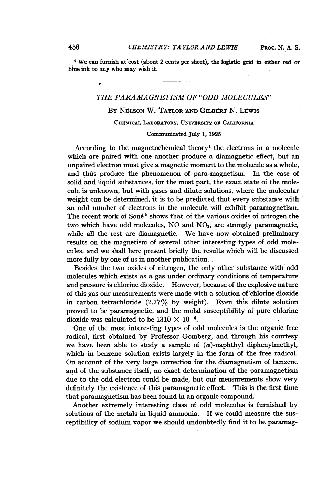 456 CHEMISTRY: TAYLOR AND LEWIS PROC. N. A. S.
⁴ We can furnish at cost (about 2 cents per sheet), the logistic grid in either red or
blue ink to any who may wish it.
THE PARAMAGNETISM OF "ODD MOLECULES"
BY NELSON W. TAYLOR AND GILBERT N. LEWIS
CHEMICAL LABORATORY, UNIVERSITY OF CALIFORNIA
Communicated July 1, 1925
According to the magnetochemical theory¹ the electrons in a molecule
which are paired with one another produce a diamagnetic effect, but an
unpaired electron must give a magnetic moment to the molecule as a whole,
and thus produce the phenomenon of para-magnetism. In the case of
solid and liquid substances, for the most part, the exact state of the mole-
cule is unknown, but with gases and dilute solutions, where the molecular
weight can be determined, it is to be predicted that every substance with
an odd number of electrons in the molecule will exhibit paramagnetism.
The recent work of Soné² shows that of the various oxides of nitrogen the
two which have odd molecules, NO and NO₂, are strongly paramagnetic,
while all the rest are diamagnetic. We have now obtained preliminary
results on the magnetism of several other interesting types of odd mole-
cules, and we shall here present briefly the results which will be discussed
more fully by one of us in another publication.
Besides the two oxides of nitrogen, the only other substance with odd
molecules which exists as a gas under ordinary conditions of temperature
and pressure is chlorine dioxide. However, because of the explosive nature
of this gas our measurements were made with a solution of chlorine dioxide
in carbon tetrachloride (2.77% by weight). Even this dilute solution
proved to be paramagnetic, and the molal susceptibility of pure chlorine
dioxide was calculated to be 1310 × 10⁻⁶.
One of the most interesting types of odd molecules is the organic free
radical, first obtained by Professor Gomberg, and through his courtesy
we have been able to study a sample of (α)-naphthyl diphenylmethyl,
which in benzene solution exists largely in the form of the free radical.
On account of the very large correction for the diamagnetism of benzene,
and of the substance itself, no exact determination of the paramagnetism
due to the odd electron could be made, but our measurements show very
definitely the existence of this paramagnetic effect. This is the first time
that paramagnetism has been found in an organic compound.
Another extremely interesting class of odd molecules is furnished by
solutions of the metals in liquid ammonia. If we could measure the sus-
ceptibility of sodium vapor we should undoubtedly find it to be paramag-